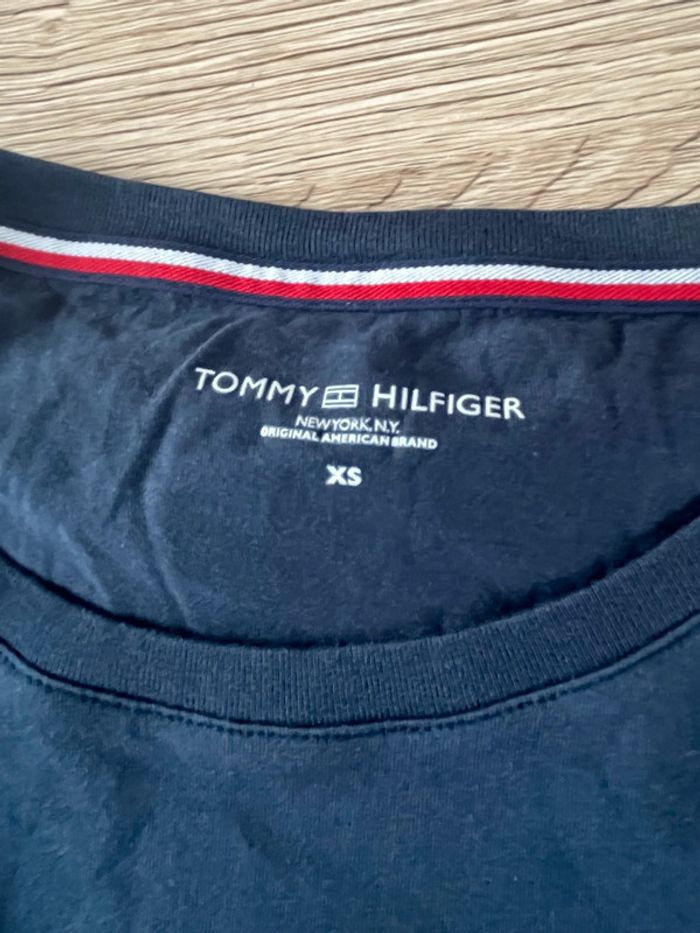 TOMMY HILFIGER
NEW YORK, N.Y.
ORIGINAL AMERICAN BRAND
XS